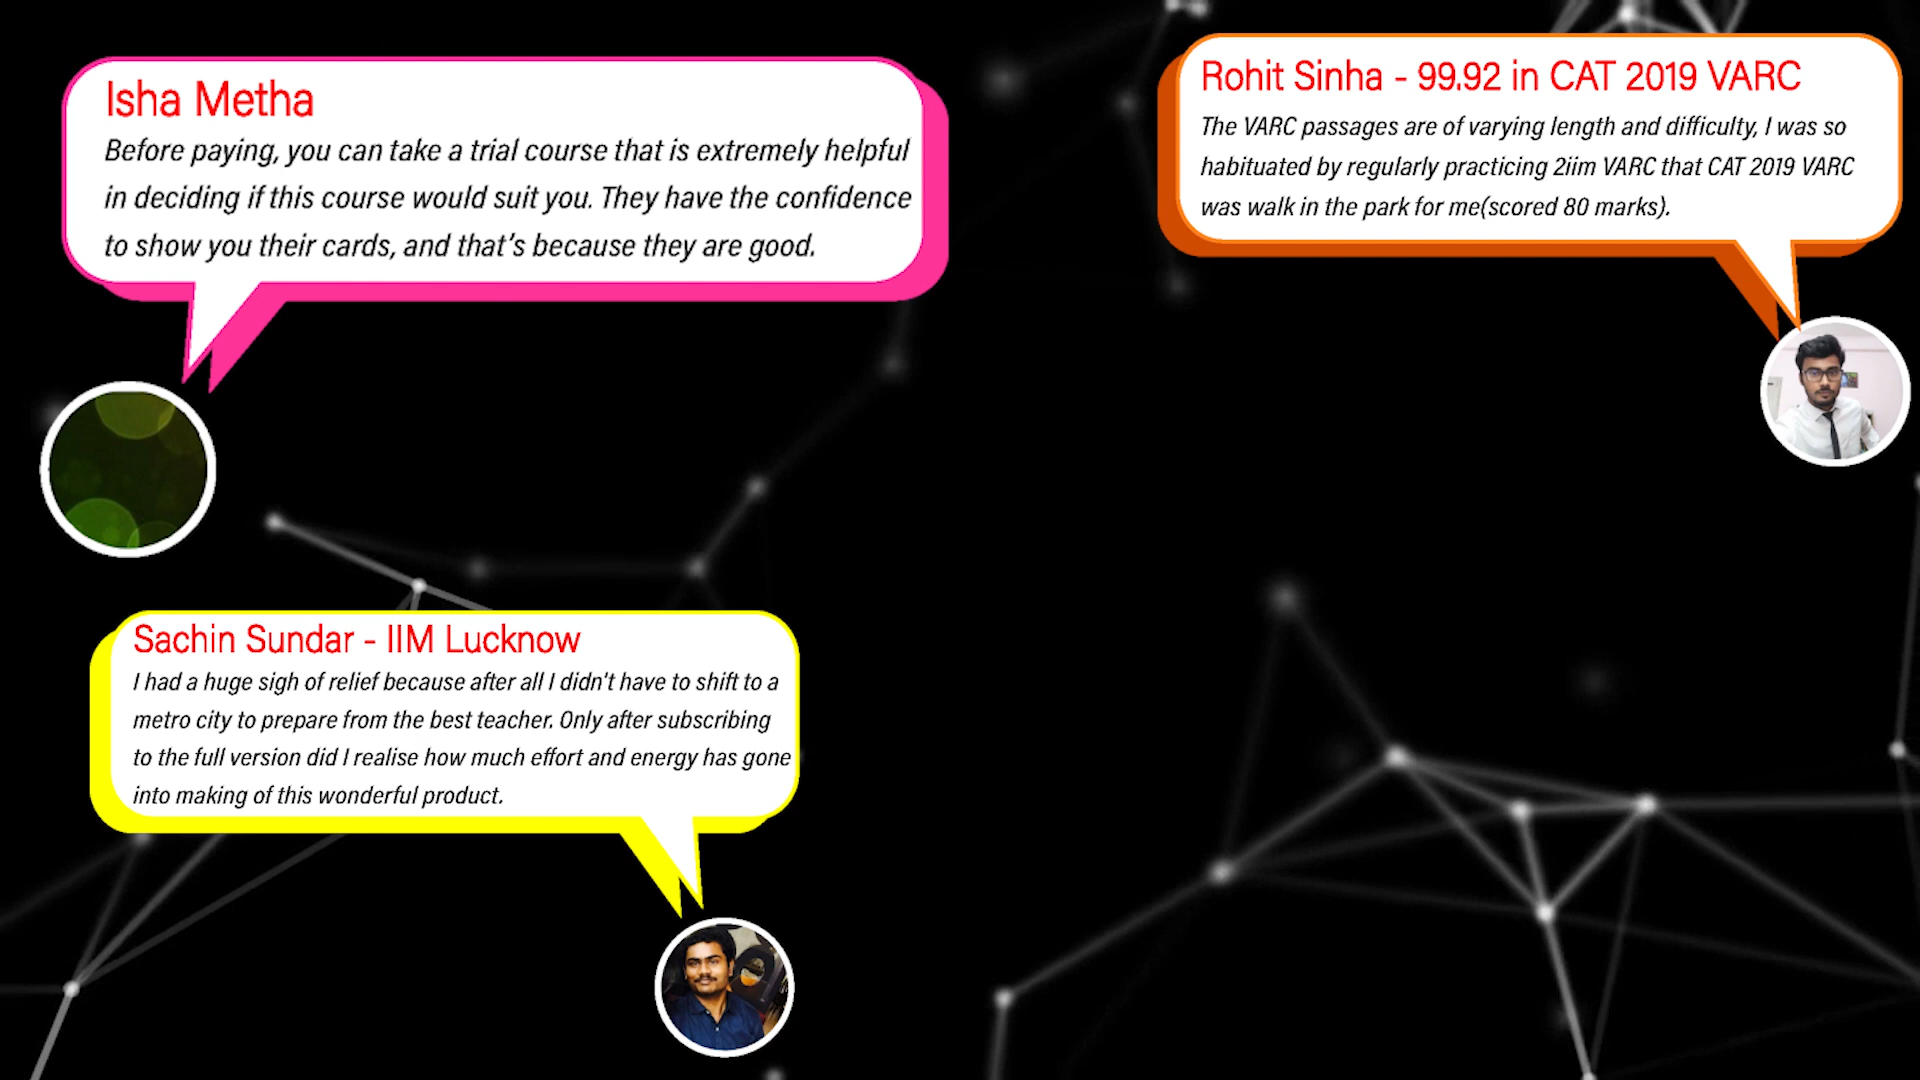 Isha Metha
Before paying, you can take a trial course that is extremely helpful
in deciding if this course would suit you. They have the confidence
to show you their cards, and that's because they are good.
Rohit Sinha - 99.92 in CAT 2019 VARC
The VARC passages are of varying length and difficulty, I was so
habituated by regularly practicing 2iim VARC that CAT 2019 VARC
was walk in the park for me(scored 80 marks).
Sachin Sundar - IIM Lucknow
I had a huge sigh of relief because after all I didn't have to shift to a
metro city to prepare from the best teacher. Only after subscribing
to the full version did I realise how much effort and energy has gone
into making of this wonderful product.